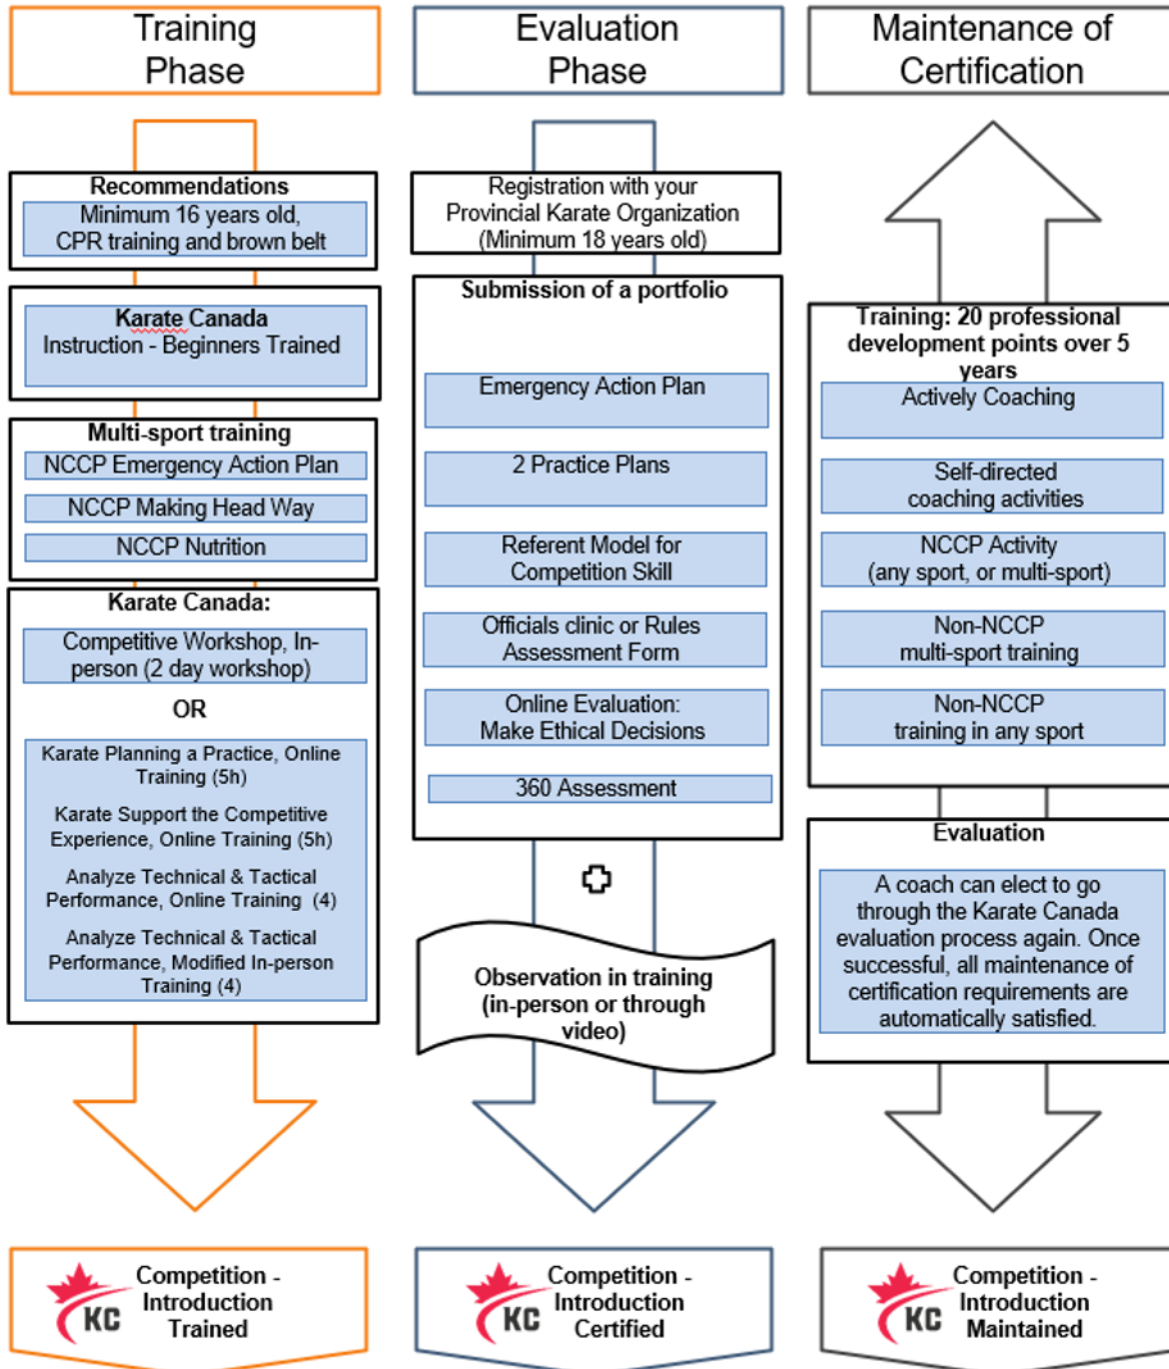 Training
Phase
Recommendations
Minimum 16 years old,
CPR training and brown belt
Karate Canada
Instruction - Beginners Trained
Multi-sport training
NCCP Emergency Action Plan
NCCP Making Head Way
NCCP Nutrition
Karate Canada:
Competitive Workshop, In-
person (2 day workshop)
OR
Karate Planning a Practice, Online
Training (5h)
Karate Support the Competitive
Experience, Online Training (5h)
Analyze Technical & Tactical
Performance, Online Training (4)
Analyze Technical & Tactical
Performance, Modified In-person
Training (4)
KC
Competition -
Introduction
Trained
Evaluation
Phase
Registration with your
Provincial Karate Organization
(Minimum 18 years old)
Submission of a portfolio
Emergency Action Plan
2 Practice Plans
Referent Model for
Competition Skill
Officials clinic or Rules
Assessment Form
Online Evaluation:
Make Ethical Decisions
360 Assessment
Observation in training
(in-person or through
video)
KC
Competition -
Introduction
Certified
Maintenance of
Certification
Training: 20 professional
development points over 5
years
Actively Coaching
Self-directed
coaching activities
NCCP Activity
(any sport, or multi-sport)
Non-NCCP
multi-sport training
Non-NCCP
training in any sport
Evaluation
A coach can elect to go
through the Karate Canada
evaluation process again. Once
successful, all maintenance of
certification requirements are
automatically satisfied.
KC
Competition -
Introduction
Maintained